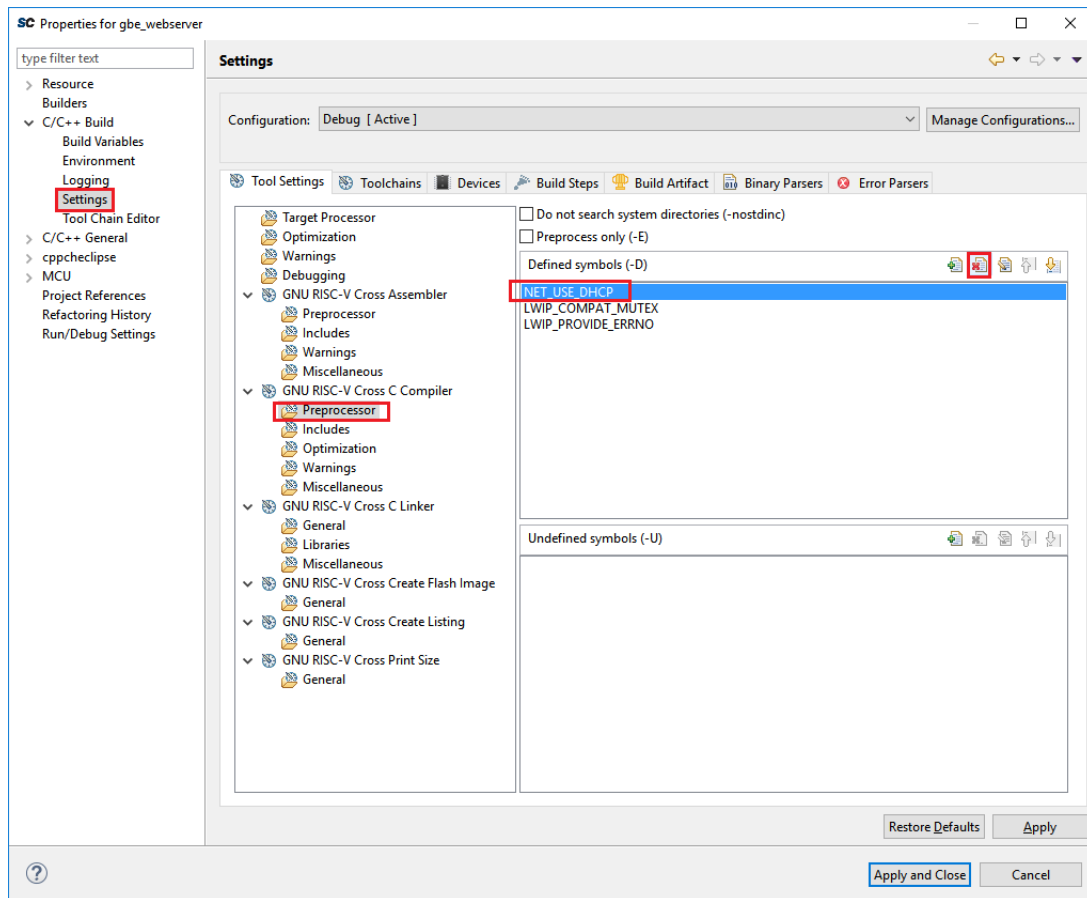 SC Properties for gbe_webserver
type filter text
Resource
Builders
C/C++ Build
Build Variables
Environment
Logging
Settings
Tool Chain Editor
C/C++ General
cppcheclipse
MCU
Project References
Refactoring History
Run/Debug Settings
Settings
Configuration: Debug [ Active ] Manage Configurations...
Tool Settings Toolchains Devices Build Steps Build Artifact Binary Parsers Error Parsers
Target Processor
Optimization
Warnings
Debugging
GNU RISC-V Cross Assembler
Preprocessor
Includes
Warnings
Miscellaneous
GNU RISC-V Cross C Compiler
Preprocessor
Includes
Optimization
Warnings
Miscellaneous
GNU RISC-V Cross C Linker
General
Libraries
Miscellaneous
GNU RISC-V Cross Create Flash Image
General
GNU RISC-V Cross Create Listing
General
GNU RISC-V Cross Print Size
General
Do not search system directories (-nostdinc)
Preprocess only (-E)
Defined symbols (-D)
NET_USE_DHCP
LWIP_COMPAT_MUTEX
LWIP_PROVIDE_ERRNO
Undefined symbols (-U)
Restore Defaults Apply
? Apply and Close Cancel